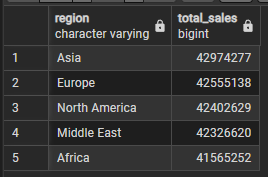 region
character varying
total_sales
bigint
1 Asia 42974277
2 Europe 42555138
3 North America 42402629
4 Middle East 42326620
5 Africa 41565252